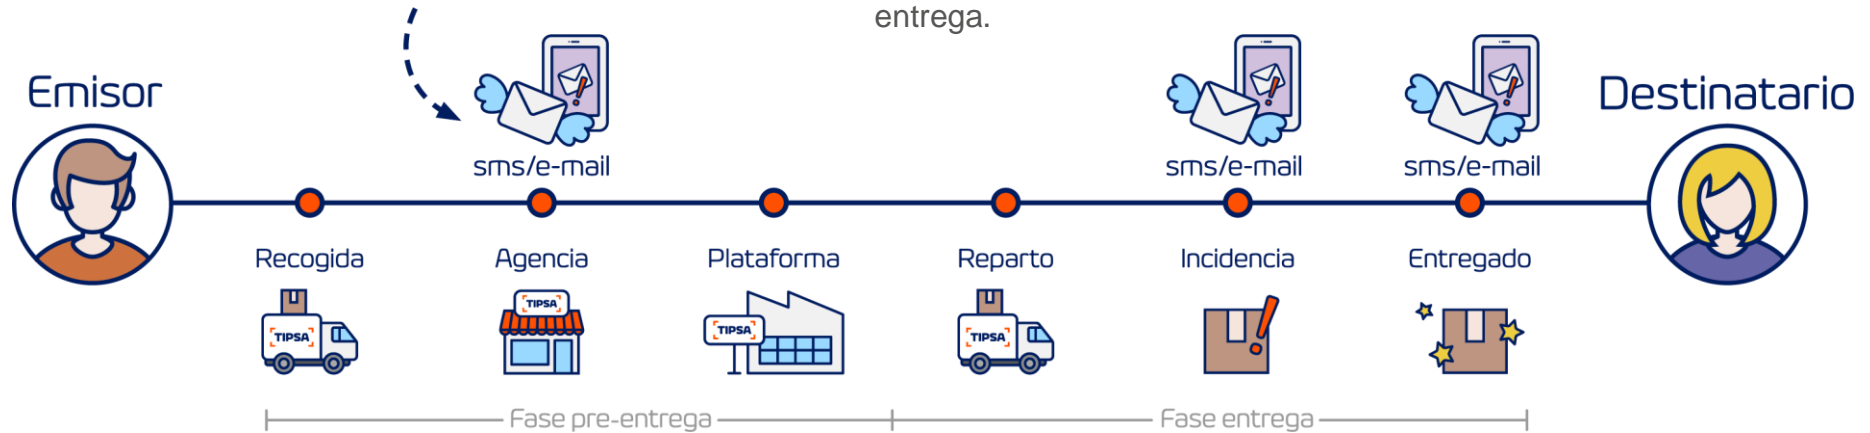 entrega.
Emisor
Destinatario
sms/e-mail
sms/e-mail
sms/e-mail
Recogida
Agencia
Plataforma
Reparto
Incidencia
Entregado
TIPSA
TIPSA
TIPSA
TIPSA
Fase pre-entrega
Fase entrega